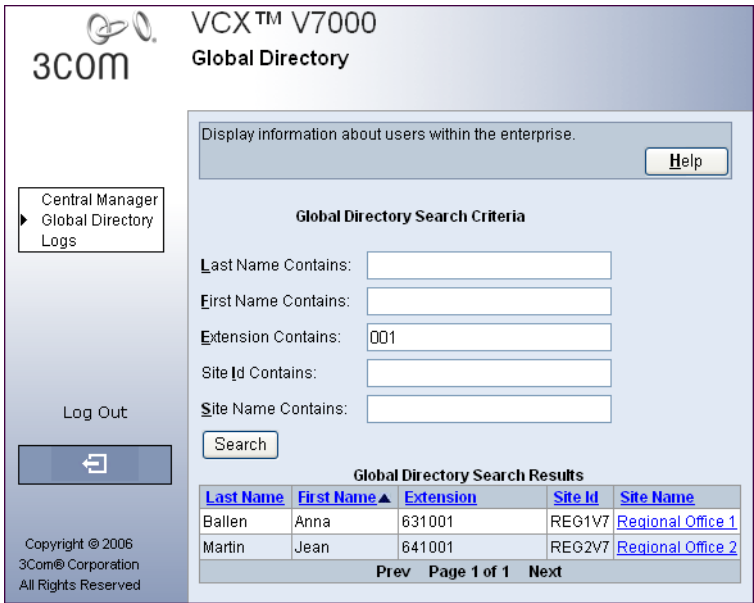 3COM
VCX™ V7000
Global Directory
Display information about users within the enterprise.
Help
Central Manager
Global Directory
Logs
Global Directory Search Criteria
Last Name Contains:
First Name Contains:
Extension Contains: 001
Site Id Contains:
Site Name Contains:
Search
Log Out
Global Directory Search Results
Last Name First Name Extension Site Id Site Name
Ballen Anna 631001 REG1V7 Regional Office 1
Martin Jean 641001 REG2V7 Regional Office 2
Prev Page 1 of 1 Next
Copyright © 2006
3Com® Corporation
All Rights Reserved